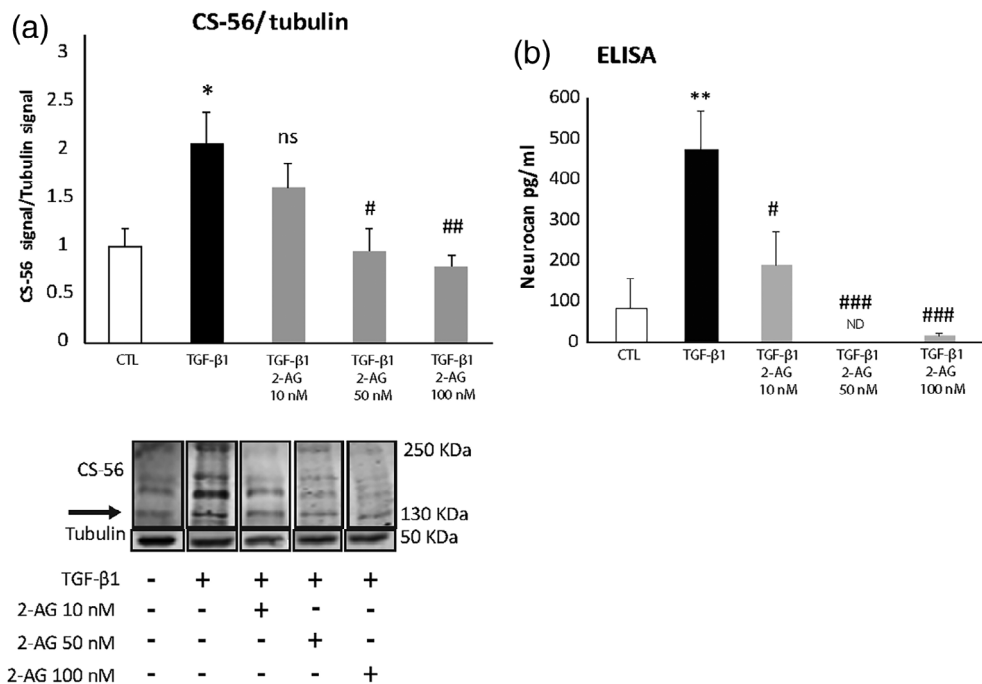 (a)
CS-56/tubulin
CS-56 signal/Tubulin signal
3
2.5
2
1.5
1
0.5
0
*
ns
#
##
CTL
TGF-β1
TGF-β1 2-AG 10 nM
TGF-β1 2-AG 50 nM
TGF-β1 2-AG 100 nM
(b)
ELISA
Neurocan pg/ml
600
500
400
300
200
100
0
**
#
###
ND
###
CTL
TGF-β1
TGF-β1 2-AG 10 nM
TGF-β1 2-AG 50 nM
TGF-β1 2-AG 100 nM
CS-56
250 KDa
130 KDa
Tubulin
50 KDa
TGF-β1 - + + + +
2-AG 10 nM - - + - -
2-AG 50 nM - - - + -
2-AG 100 nM - - - - +